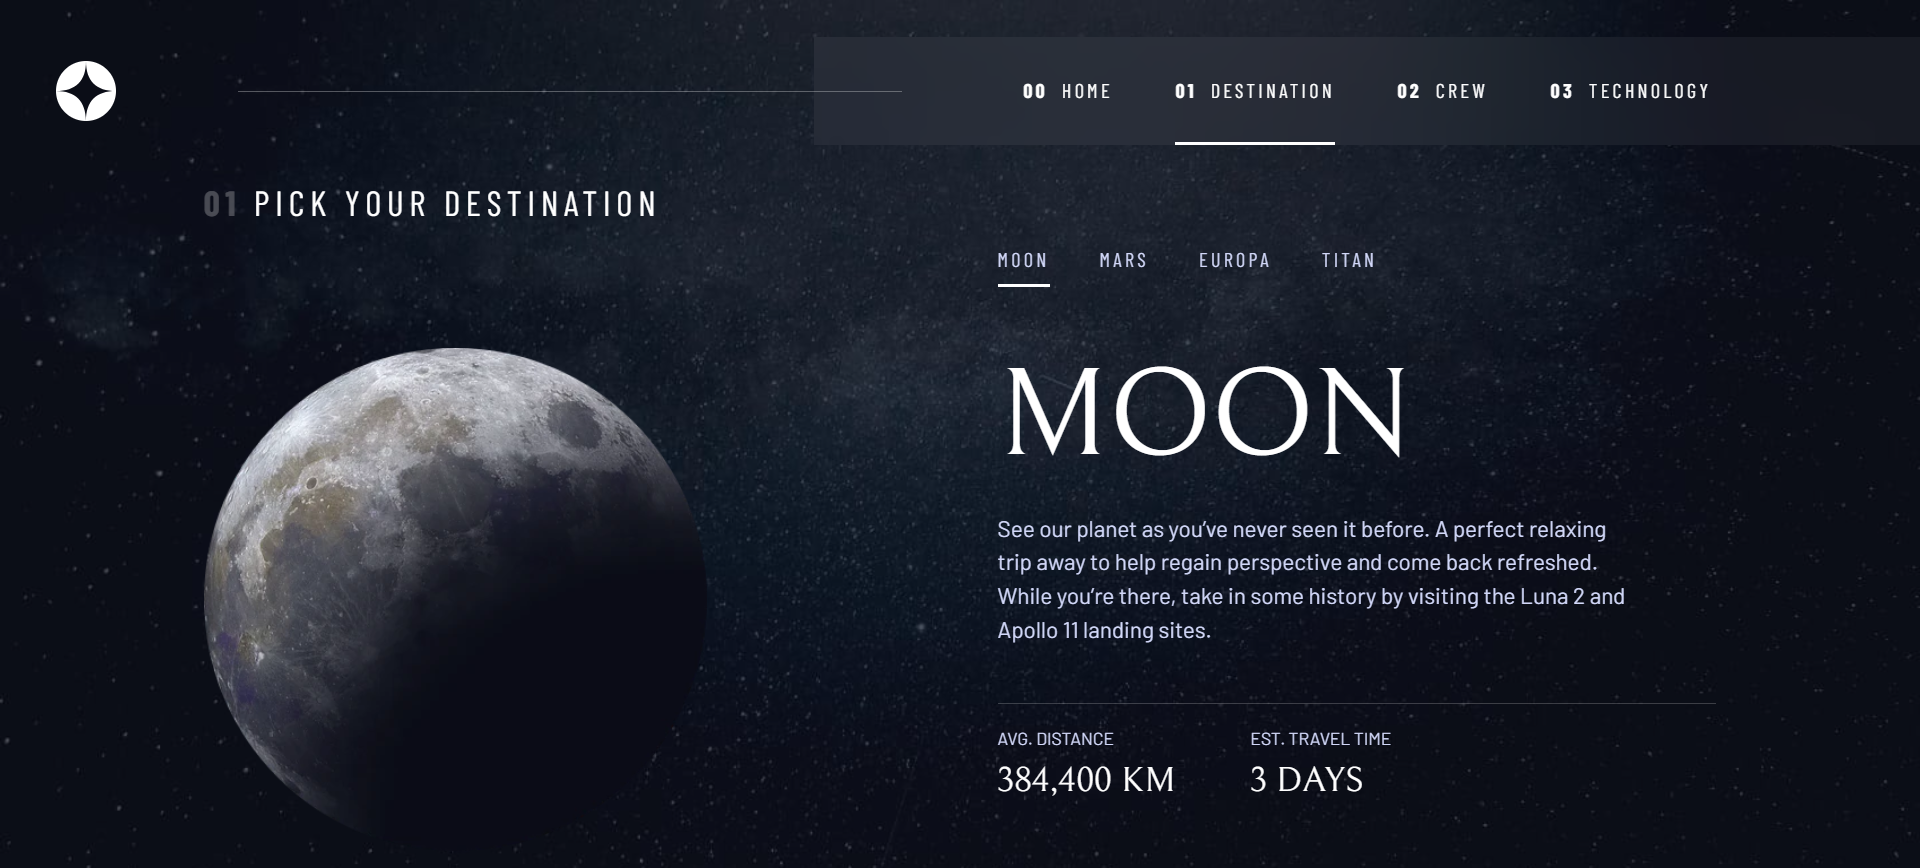 00 HOME 01 DESTINATION 02 CREW 03 TECHNOLOGY
01 PICK YOUR DESTINATION
MOON MARS EUROPA TITAN
MOON
See our planet as you’ve never seen it before. A perfect relaxing
trip away to help regain perspective and come back refreshed.
While you’re there, take in some history by visiting the Luna 2 and
Apollo 11 landing sites.
AVG. DISTANCE
384,400 KM
EST. TRAVEL TIME
3 DAYS